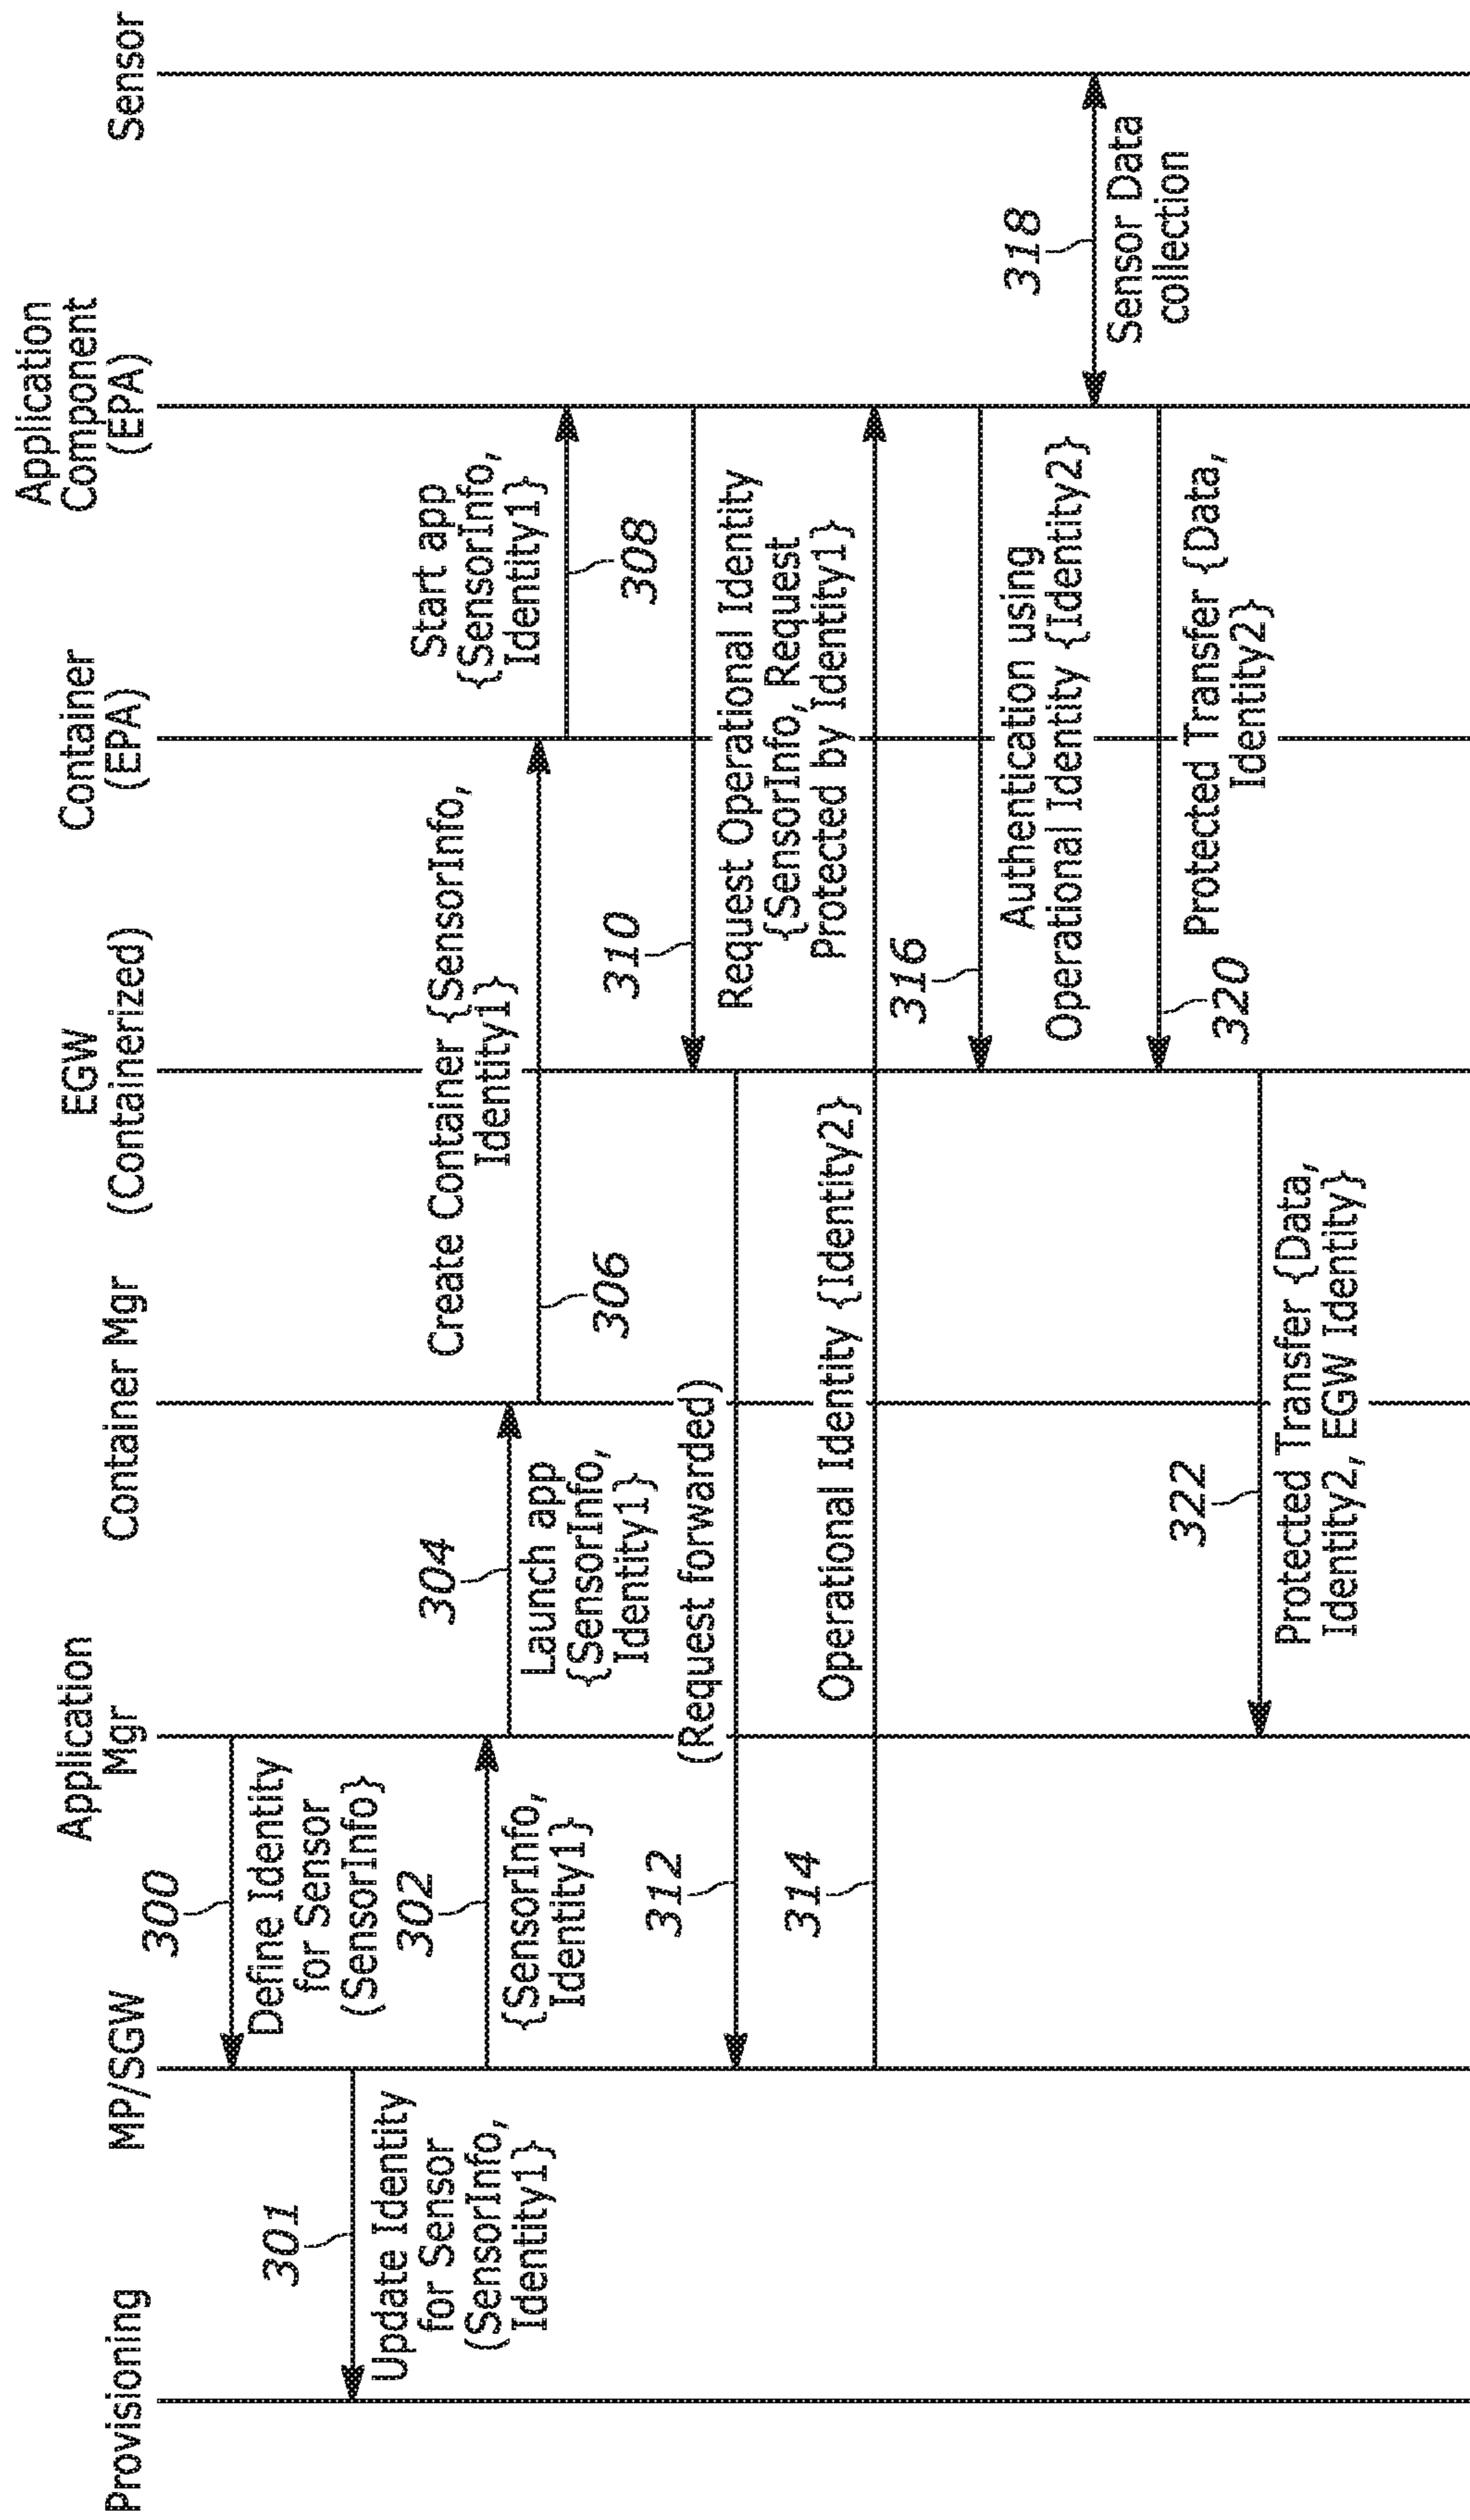 Provisioning
MP/SGW
Application
Mgr
Container Mgr
EGW
(Containerized)
Container
(EPA)
Application
Component
(EPA)
Sensor
300
Define Identity
for Sensor
(SensorInfo)
301
Update Identity
for Sensor
(SensorInfo,
Identity1}
302
{SensorInfo,
Identity1}
304
Launch app
{SensorInfo,
Identity1}
Create Container {SensorInfo,
Identity1}
306
Start app
{SensorInfo,
Identity1}
308
310
Request Operational Identity
{SensorInfo, Request
Protected by Identity1}
(Request forwarded)
312
Operational Identity {Identity2}
314
316
Authentication using
Operational Identity {Identity2}
318
Sensor Data
collection
Protected Transfer {Data,
Identity2}
320
322
Protected Transfer {Data,
Identity2, EGW Identity}